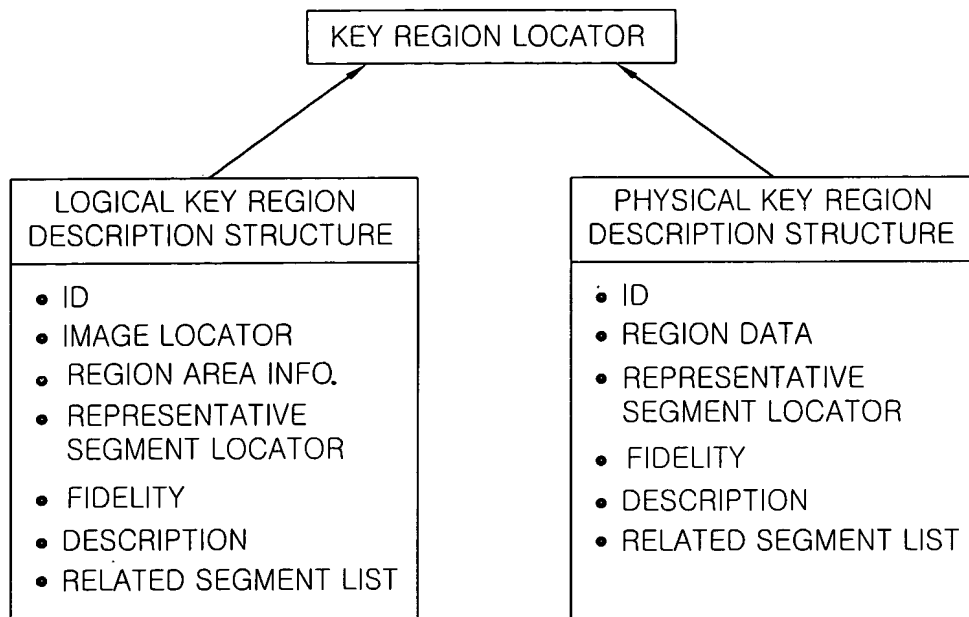 KEY REGION LOCATOR
LOGICAL KEY REGION
DESCRIPTION STRUCTURE
• ID
• IMAGE LOCATOR
• REGION AREA INFO.
• REPRESENTATIVE
SEGMENT LOCATOR
• FIDELITY
• DESCRIPTION
• RELATED SEGMENT LIST
PHYSICAL KEY REGION
DESCRIPTION STRUCTURE
• ID
• REGION DATA
• REPRESENTATIVE
SEGMENT LOCATOR
• FIDELITY
• DESCRIPTION
• RELATED SEGMENT LIST